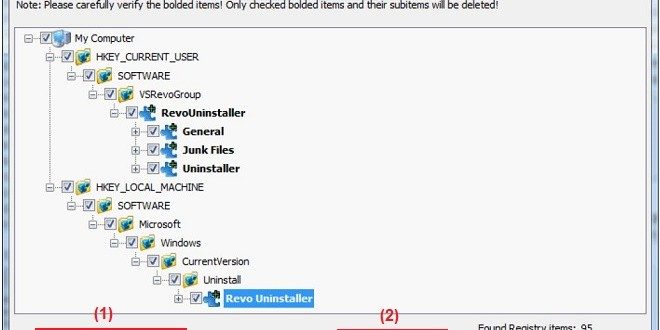 Note: Please carefully verify the bolded items! Only checked bolded items and their subitems will be deleted!
My Computer
HKEY_CURRENT_USER
SOFTWARE
VSRevoGroup
RevoUninstaller
General
Junk Files
Uninstaller
HKEY_LOCAL_MACHINE
SOFTWARE
Microsoft
Windows
CurrentVersion
Uninstall
Revo Uninstaller
(1) (2) Found Registry items: 95